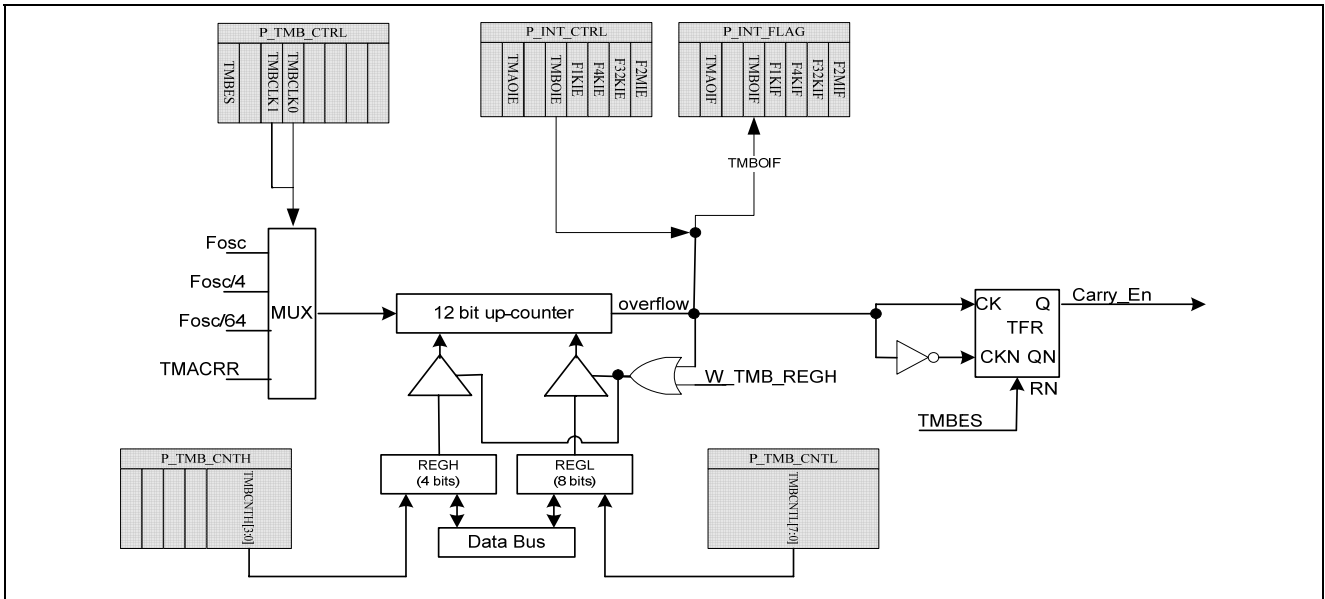 P_TMB_CTRL
TMBES
TMBCLK1
TMBCLK0
P_INT_CTRL
TMAOIE
TMBOIE
F1KIE
F4KIE
F32KIE
F2MIE
P_INT_FLAG
TMAOIF
TMBOIF
F1KIF
F4KIF
F32KIF
F2MIF
TMBOIF
Fosc
Fosc/4
Fosc/64
TMACRR
MUX
12 bit up-counter
overflow
W_TMB_REGH
CK Q
TFR
CKN QN
RN
Carry_En
TMBES
P_TMB_CNTH
TMBCNTH[3:0]
REGH
(4 bits)
REGL
(8 bits)
Data Bus
P_TMB_CNTL
TMBCNTL[7:0]